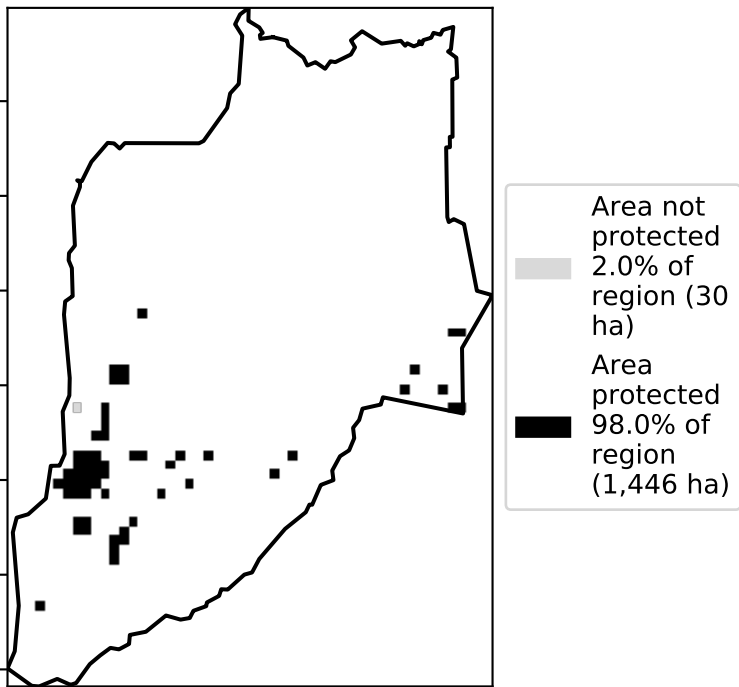 Area not
protected
2.0% of
region (30
ha)
Area
protected
98.0% of
region
(1,446 ha)